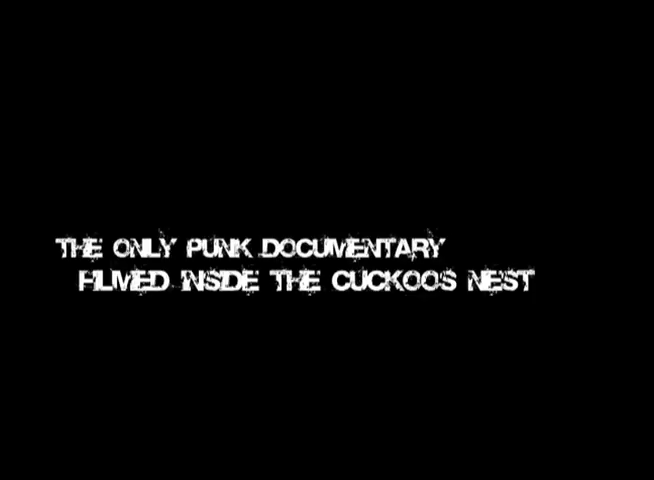 THE ONLY PUNK DOCUMENTARY
FILMED INSIDE THE CUCKOOS NEST